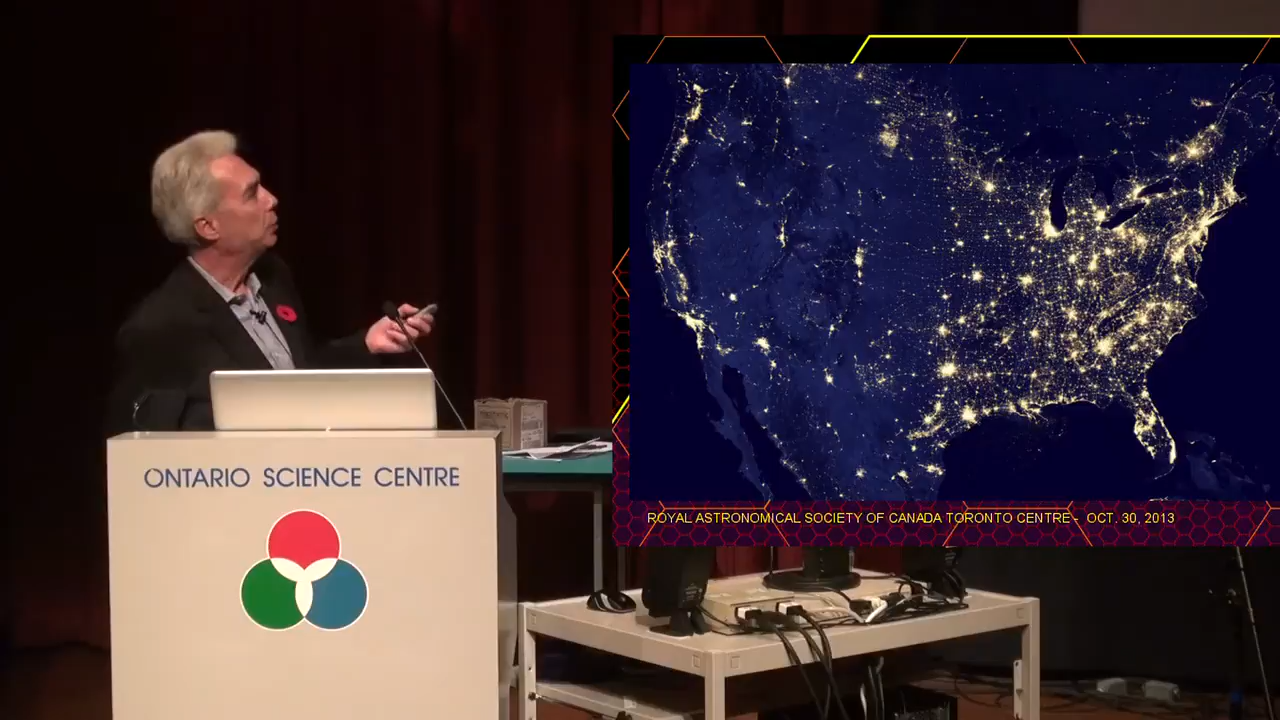 ONTARIO SCIENCE CENTRE
ROYAL ASTRONOMICAL SOCIETY OF CANADA TORONTO CENTRE - OCT. 30, 2013